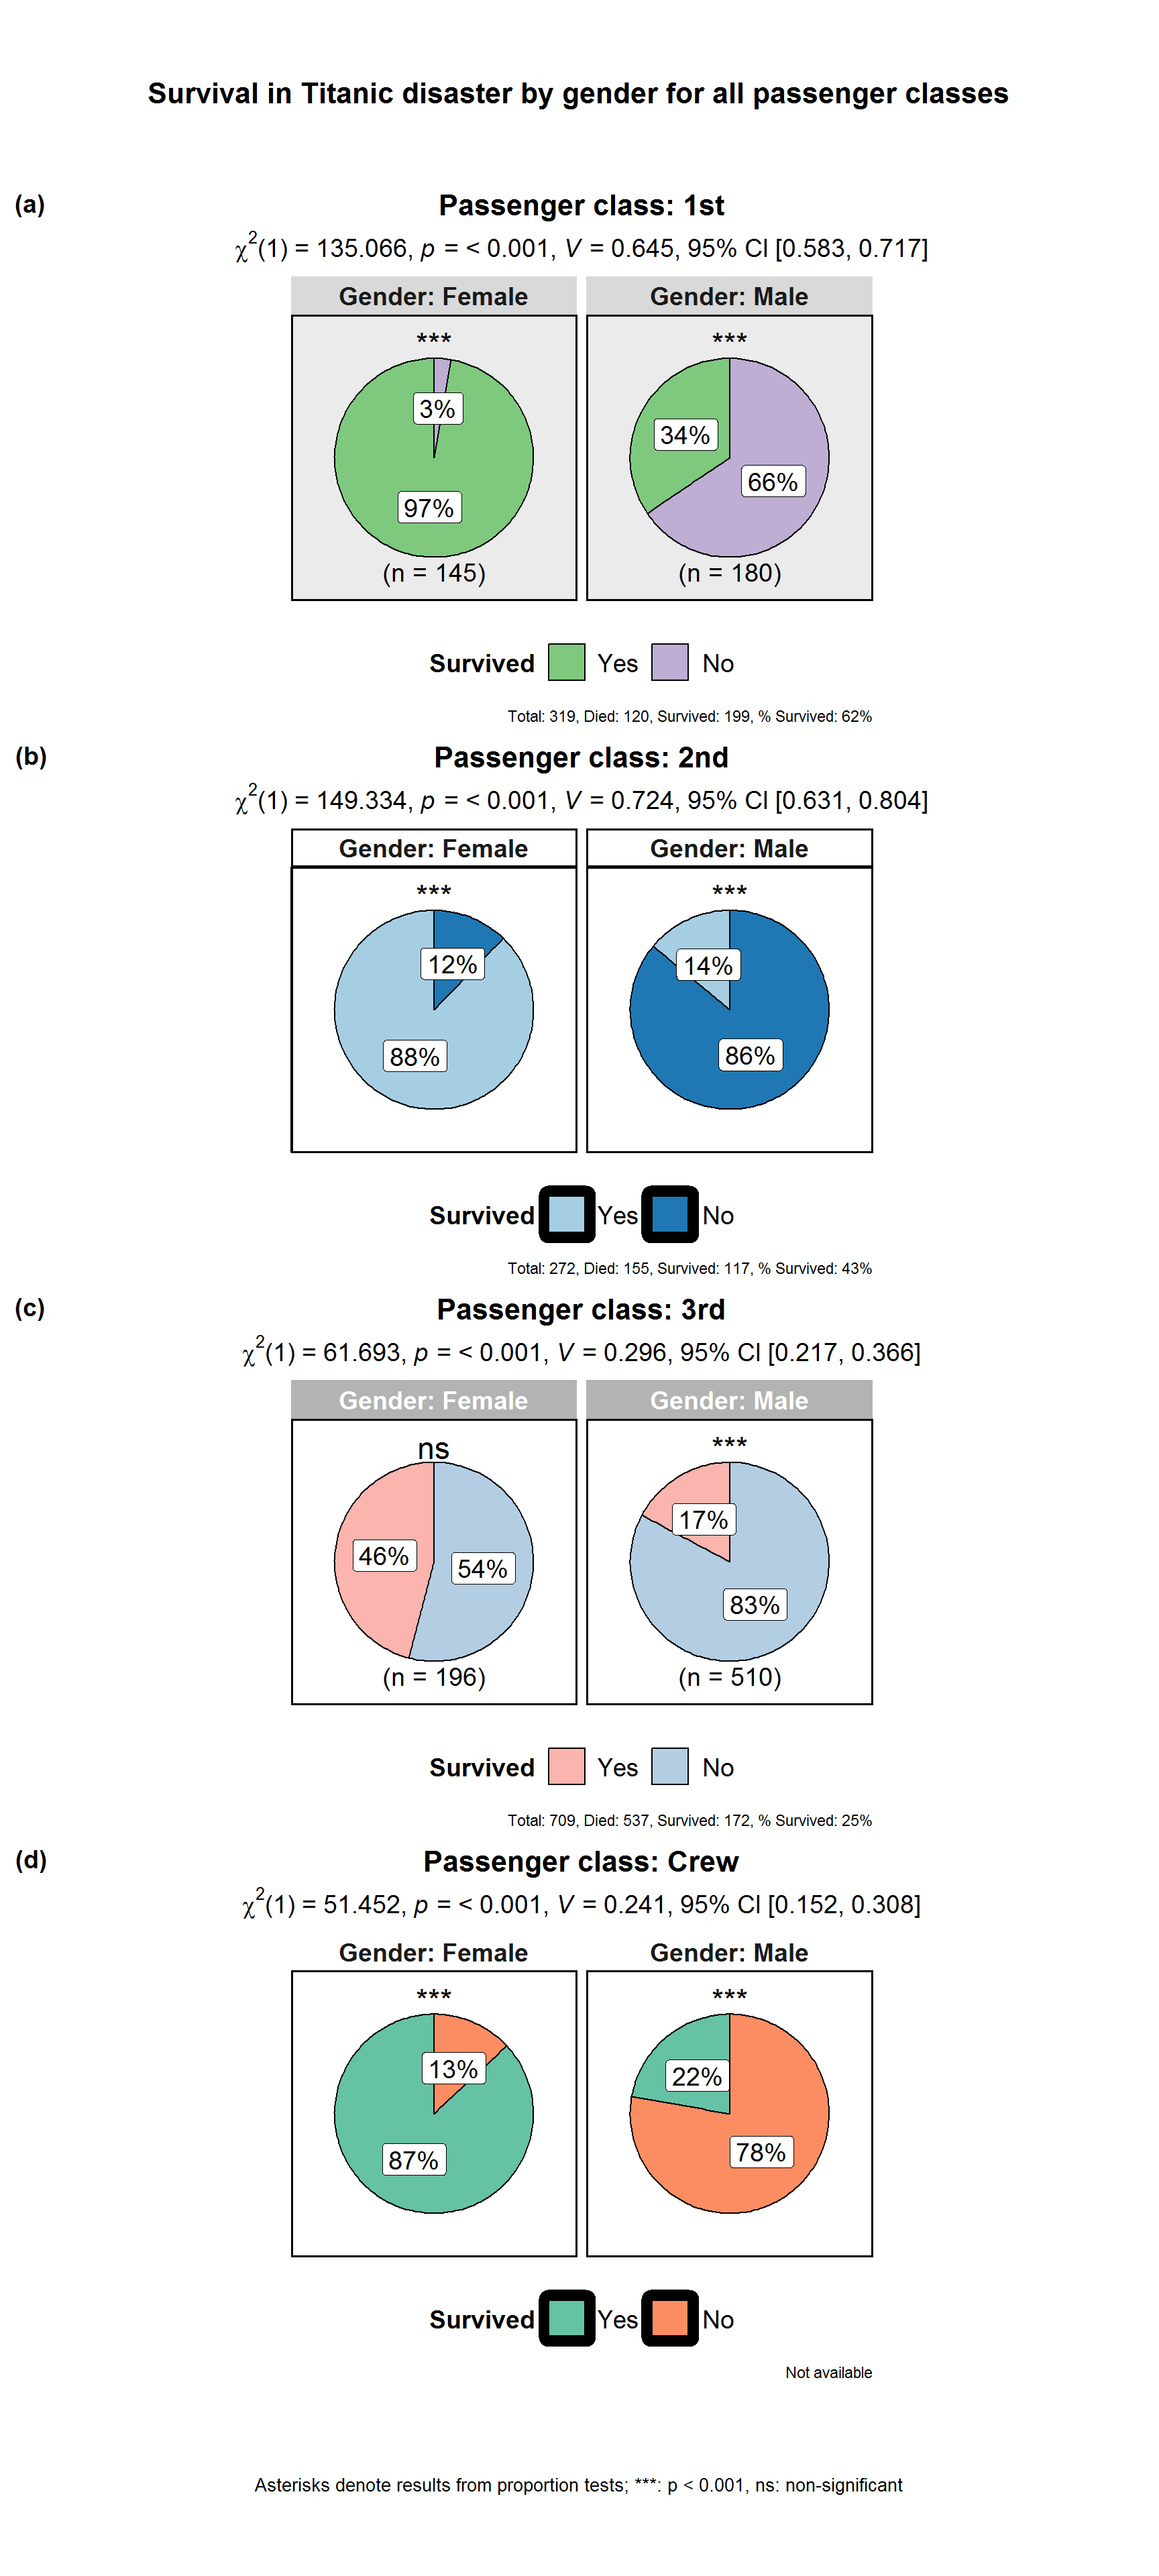 Survival in Titanic disaster by gender for all passenger classes
(a)
Passenger class: 1st
χ²(1) = 135.066, p = < 0.001, V = 0.645, 95% CI [0.583, 0.717]
Gender: Female Gender: Male
*** ***
3%
34%
66%
97%
(n = 145) (n = 180)
Survived Yes No
Total: 319, Died: 120, Survived: 199, % Survived: 62%
(b)
Passenger class: 2nd
χ²(1) = 149.334, p = < 0.001, V = 0.724, 95% CI [0.631, 0.804]
Gender: Female Gender: Male
*** ***
12% 14%
88% 86%
Survived Yes No
Total: 272, Died: 155, Survived: 117, % Survived: 43%
(c)
Passenger class: 3rd
χ²(1) = 61.693, p = < 0.001, V = 0.296, 95% CI [0.217, 0.366]
Gender: Female Gender: Male
ns ***
17%
46% 54%
83%
(n = 196) (n = 510)
Survived Yes No
Total: 709, Died: 537, Survived: 172, % Survived: 25%
(d)
Passenger class: Crew
χ²(1) = 51.452, p = < 0.001, V = 0.241, 95% CI [0.152, 0.308]
Gender: Female Gender: Male
*** ***
13% 22%
87% 78%
Survived Yes No
Not available
Asterisks denote results from proportion tests; ***: p < 0.001, ns: non-significant